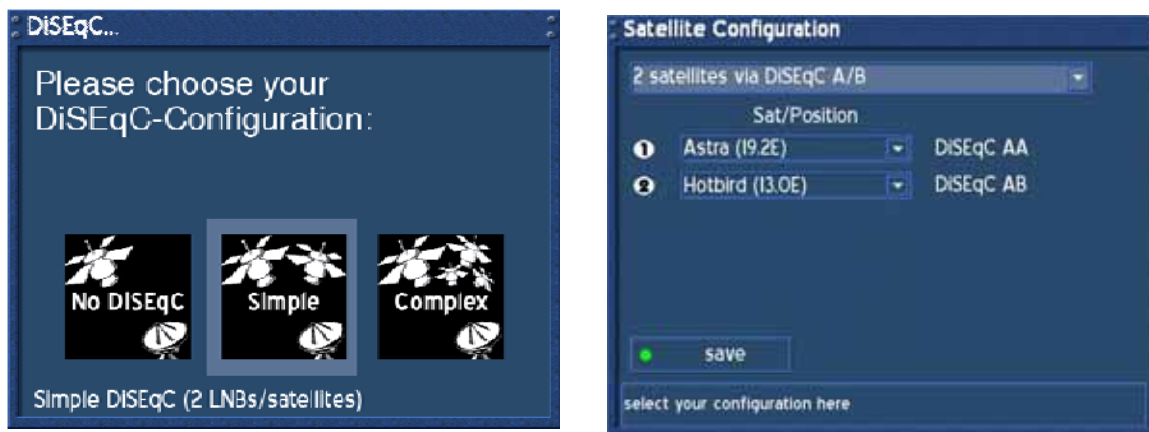 DiSEqC...
Please choose your
DiSEqC-Configuration:
No DiSEqC
Simple
Complex
Simple DiSEqC (2 LNBs/satellites)
Satellite Configuration
2 satellites via DiSEqC A/B
Sat/Position
1 Astra (19.2E) DiSEqC AA
2 Hotbird (13.0E) DiSEqC AB
save
select your configuration here